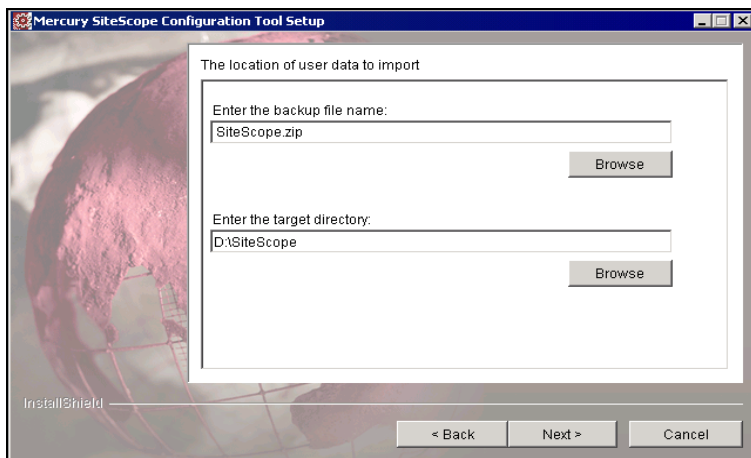 Mercury SiteScope Configuration Tool Setup
The location of user data to import
Enter the backup file name:
SiteScope.zip
Browse
Enter the target directory:
D:\SiteScope
Browse
InstallShield
< Back
Next >
Cancel